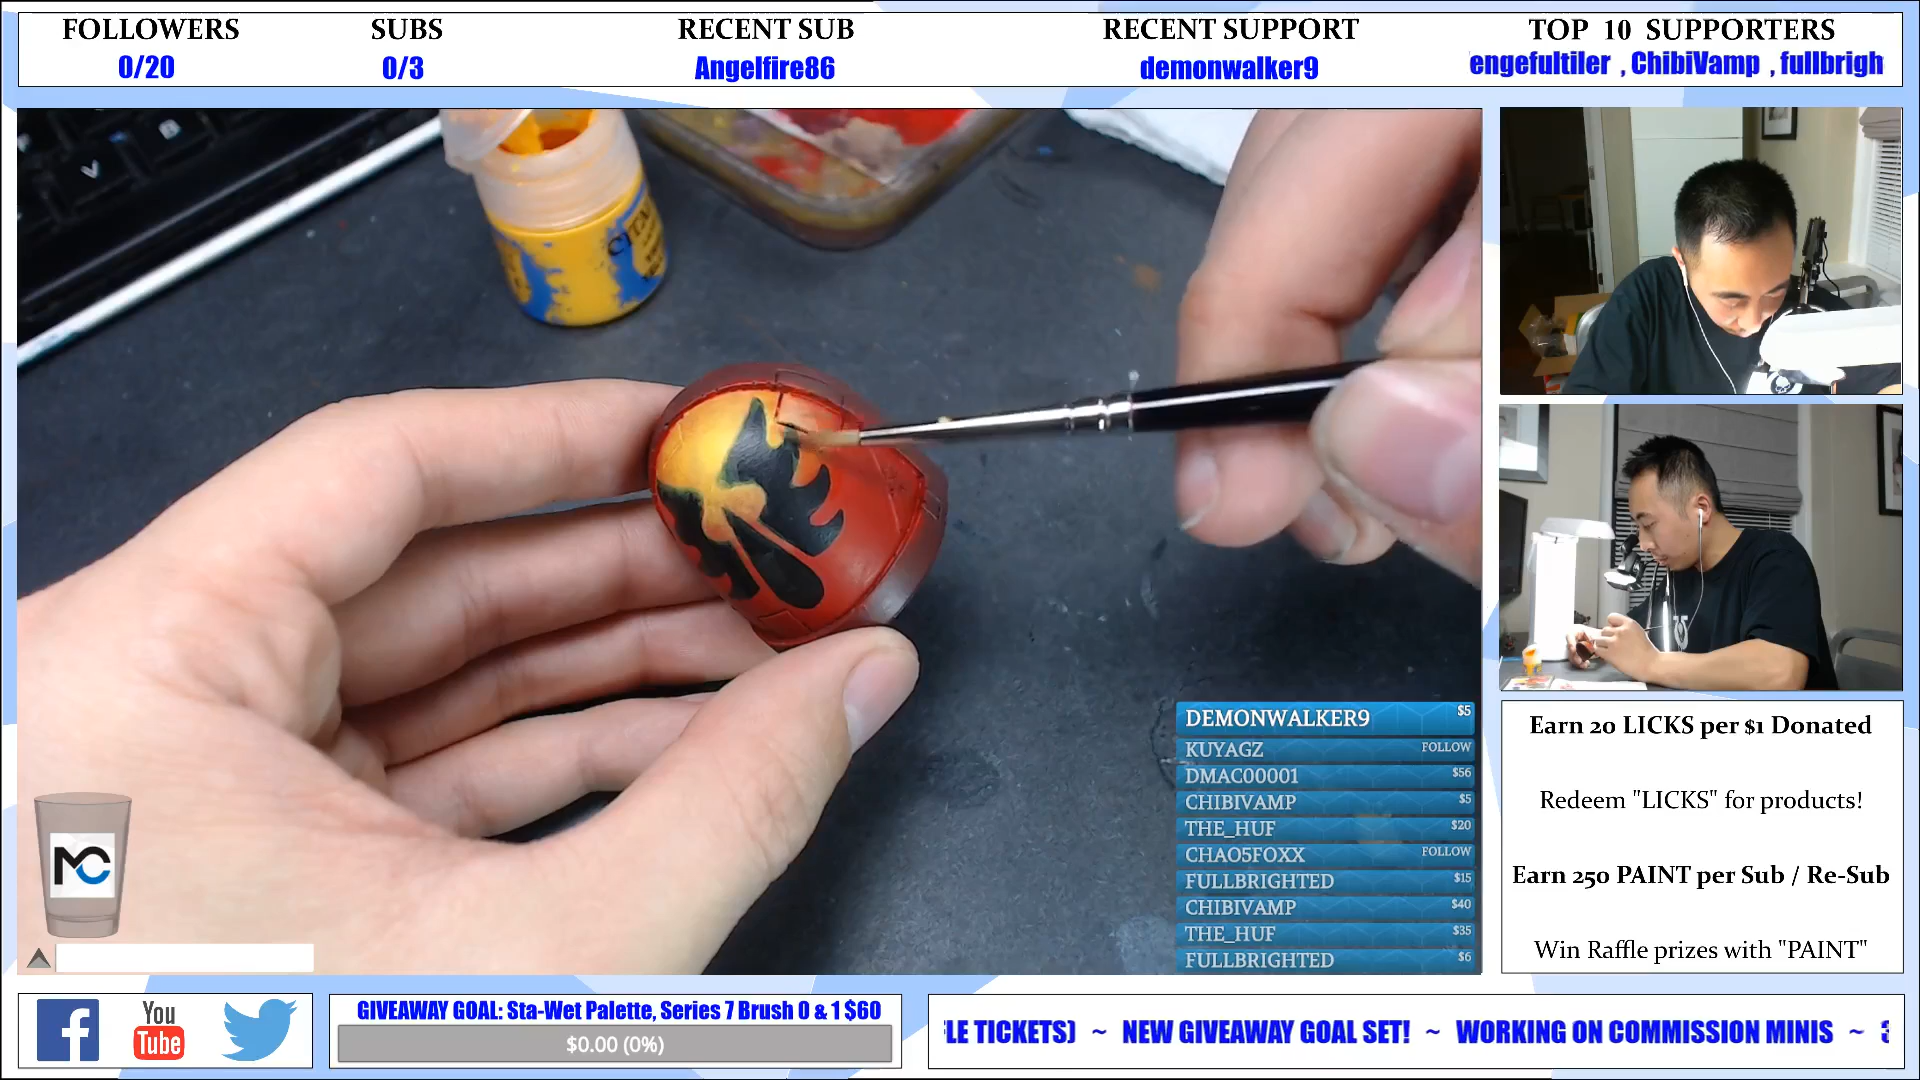 FOLLOWERS
0/20
SUBS
0/3
RECENT SUB
Angelfire86
RECENT SUPPORT
demonwalker9
TOP 10 SUPPORTERS
engefultiler , ChibiVamp , fullbrigh
V
B
DEMONWALKER9 $5
KUYAGZ FOLLOW
DMAC00001 $56
CHIBIVAMP $5
THE_HUF $20
CHAO5FOXX FOLLOW
FULLBRIGHTED $15
CHIBIVAMP $40
THE_HUF $35
FULLBRIGHTED $6
MC
Earn 20 LICKS per $1 Donated
Redeem "LICKS" for products!
Earn 250 PAINT per Sub / Re-Sub
Win Raffle prizes with "PAINT"
f
You
Tube
GIVEAWAY GOAL: Sta-Wet Palette, Series 7 Brush 0 & 1 $60
$0.00 (0%)
LE TICKETS) ~ NEW GIVEAWAY GOAL SET! ~ WORKING ON COMMISSION MINIS ~